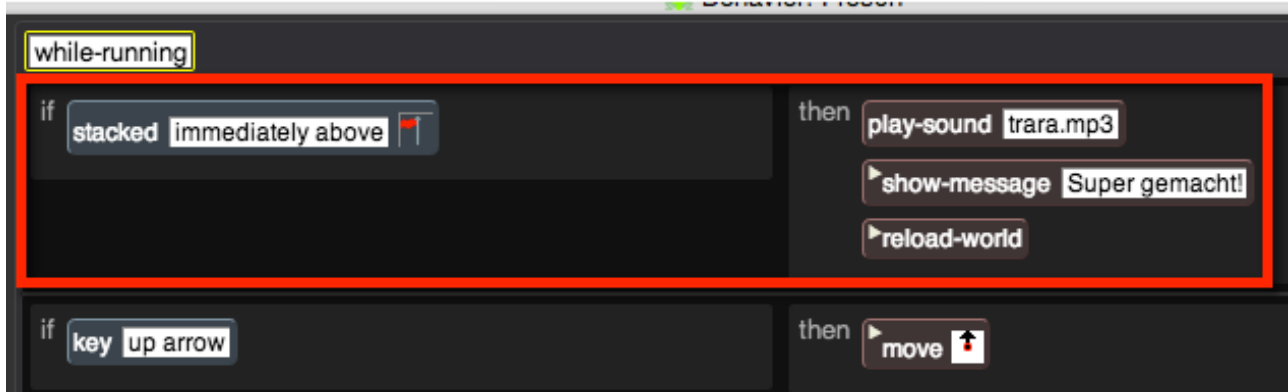 while-running
if stacked immediately above then play-sound trara.mp3
show-message Super gemacht!
reload-world
if key up arrow then move